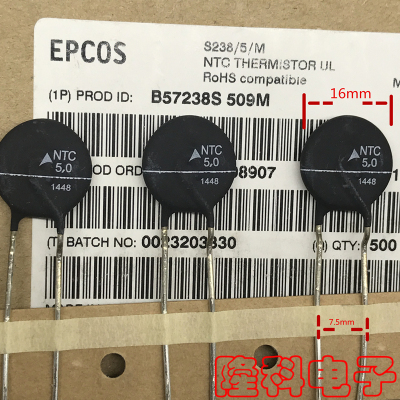 EPCOS
S238/5/M
NTC THERMISTOR UL
RoHS compatible
(1P) PROD ID: B57238S 509M
16mm
NTC
5,0
1448
NTC
5,0
1448
NTC
5,0
1448
OD ORD
8907
(T) BATCH NO: 0023203830
QTY: 500
7.5mm
隆科电子